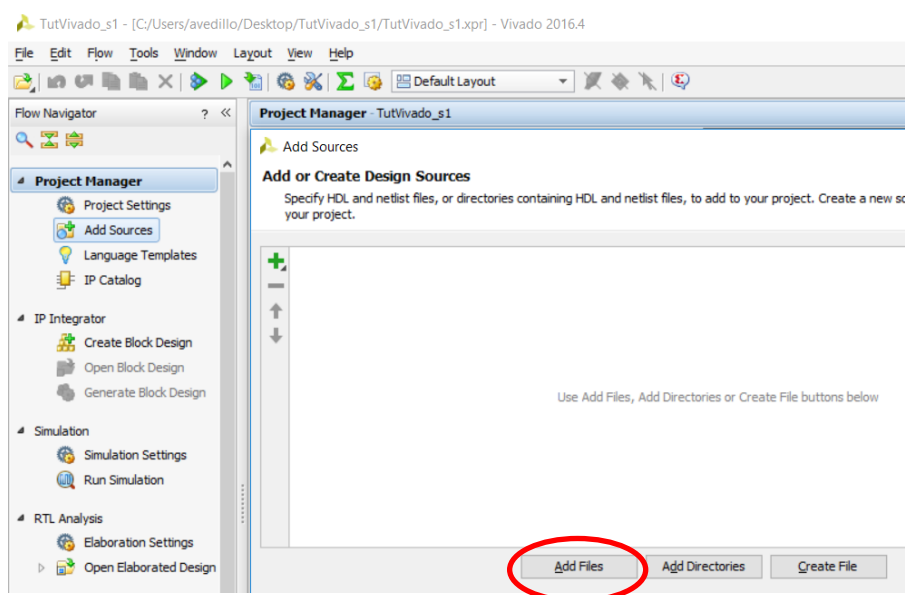 TutVivado_s1 - [C:/Users/avedillo/Desktop/TutVivado_s1/TutVivado_s1.xpr] - Vivado 2016.4
File Edit Flow Tools Window Layout View Help
Default Layout
Flow Navigator ? «
Project Manager
Project Settings
Add Sources
Language Templates
IP Catalog
IP Integrator
Create Block Design
Open Block Design
Generate Block Design
Simulation
Simulation Settings
Run Simulation
RTL Analysis
Elaboration Settings
Open Elaborated Design
Project Manager - TutVivado_s1
Add Sources
Add or Create Design Sources
Specify HDL and netlist files, or directories containing HDL and netlist files, to add to your project. Create a new so
your project.
Use Add Files, Add Directories or Create File buttons below
Add Files Add Directories Create File